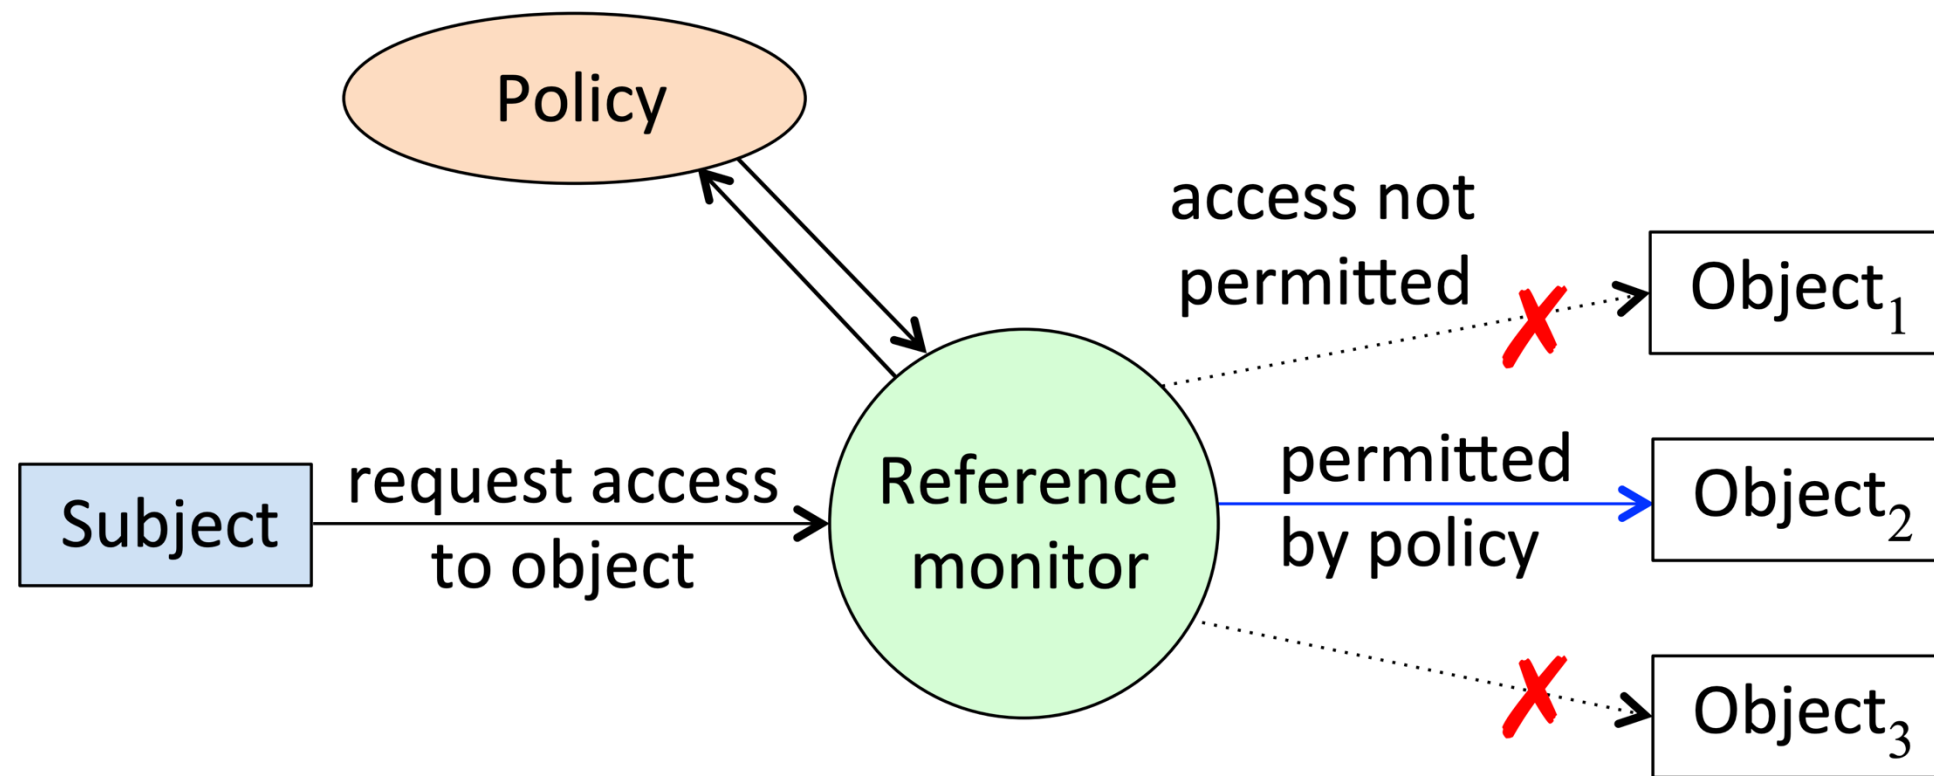 Policy
access not
permitted
Object₁
Subject
request access
to object
Reference
monitor
permitted
by policy
Object₂
Object₃